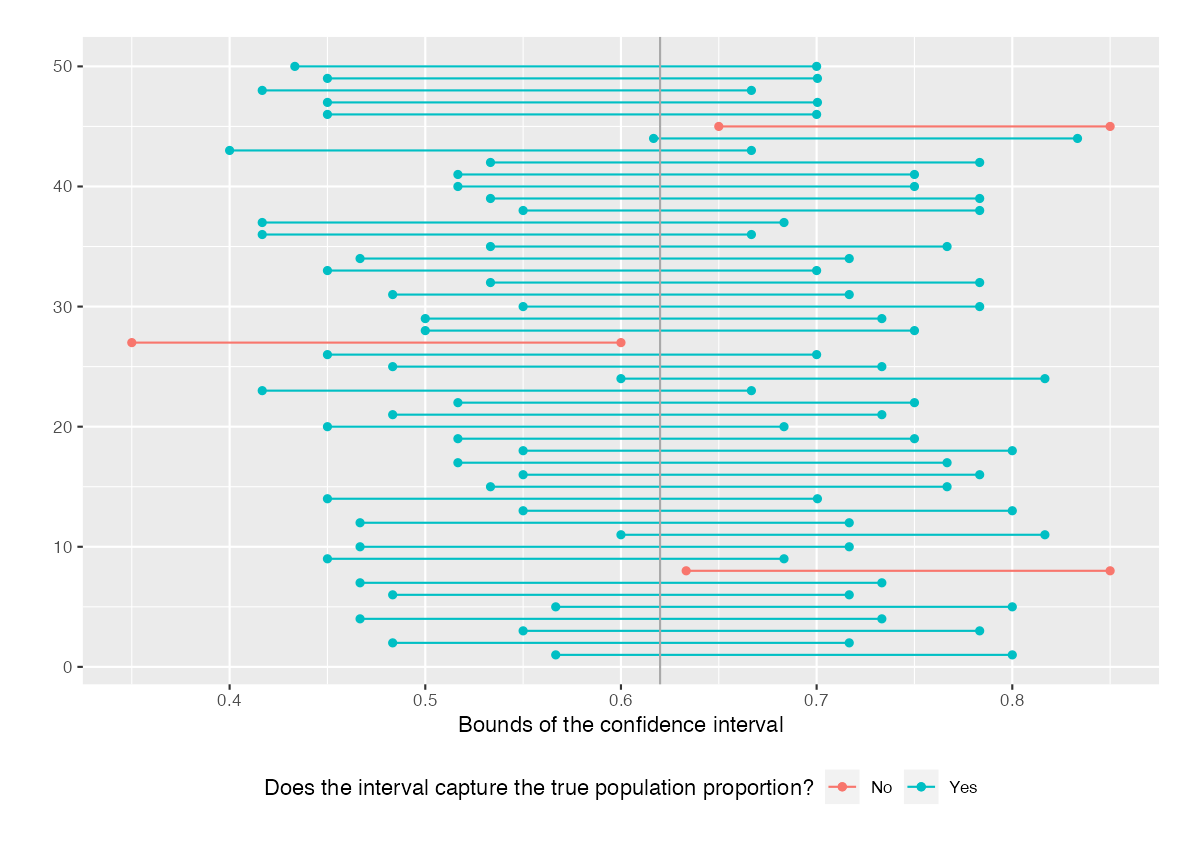 50
40
30
20
10
0
0.4 0.5 0.6 0.7 0.8
Bounds of the confidence interval
Does the interval capture the true population proportion? No Yes